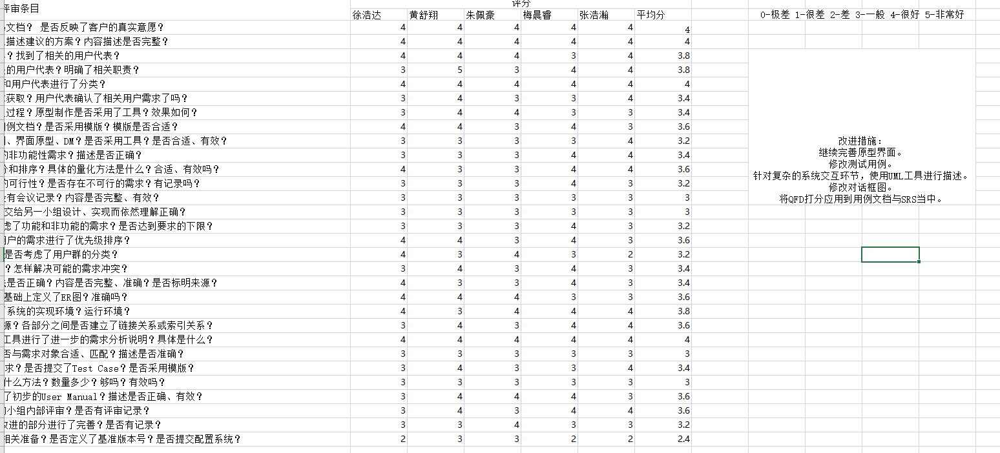 评分
评审条目
徐浩达 黄舒翔 朱佩豪 梅晨睿 张浩瀚 平均分 0-极差 1-很差 2-差 3-一般 4-很好 5-非常好
文档? 是否反映了客户的真实意愿? 4 4 4 4 4 4
描述建议的方案?内容描述是否完整? 4 4 4 4 4 4
?找到了相关的用户代表? 4 4 4 3 4 3.8
的用户代表?明确了相关职责? 3 5 3 4 4 3.8
和用户代表进行了分类? 4 4 4 4 4 4
获取?用户代表确认了相关用户需求了吗? 3 4 3 3 4 3.4
过程?原型制作是否采用了工具?效果如何? 3 4 4 3 3 3.4
例文档?是否采用模版?模版是否合适? 4 4 3 4 3 3.6
、界面原型、DM?是否采用工具?是否合适、有效? 3 3 3 3 4 3.2
的非功能性需求?描述是否正确? 3 3 3 4 4 3.4
和排序?具体的量化方法是什么?合适、有效吗? 4 3 3 4 4 3.6
的可行性?是否存在不可行的需求?有记录吗? 3 3 3 4 3 3.2
有会议记录?内容是否完整、有效? 3 3 3 3 3 3
交给另一小组设计、实现而依然理解正确? 3 3 3 3 3 3
虑了功能和非功能的需求?是否达到要求的下限? 3 3 3 4 3 3.2
用户的需求进行了优先级排序? 4 4 3 4 3 3.6
是否考虑了用户群的分类? 4 3 4 3 2 3.2
?怎样解决可能的需求冲突? 3 4 3 4 3 3.4
是否正确?内容是否完整、准确?是否标明来源? 4 3 3 4 3 3.4
基础上定义了ER图?准确吗? 4 4 4 3 3 3.6
系统的实现环境?运行环境? 4 3 4 4 4 3.8
源?各部分之间是否建立了链接关系或索引关系? 3 4 3 4 4 3.6
工具进行了进一步的需求分析说明?具体是什么? 4 4 4 4 4 4
否与需求对象合适、匹配?描述是否准确? 3 3 3 3 3 3
求?是否提交了Test Case?是否采用模版? 3 4 3 3 4 3.4
什么方法?数量多少?够吗?有效吗? 3 3 3 3 3 3
了初步的User Manual?描述是否正确、有效? 3 4 4 4 3 3.6
小组内部评审?是否有评审记录? 3 4 3 4 4 3.6
改进的部分进行了完善?是否有记录? 3 3 4 3 3 3.2
相关准备?是否定义了基准版本号?是否提交配置系统? 2 3 3 2 2 2.4
改进措施:
继续完善原型界面。
修改测试用例。
针对复杂的系统交互环节,使用UML工具进行描述。
修改对话框图。
将QFD打分应用到用例文档与SRS当中。